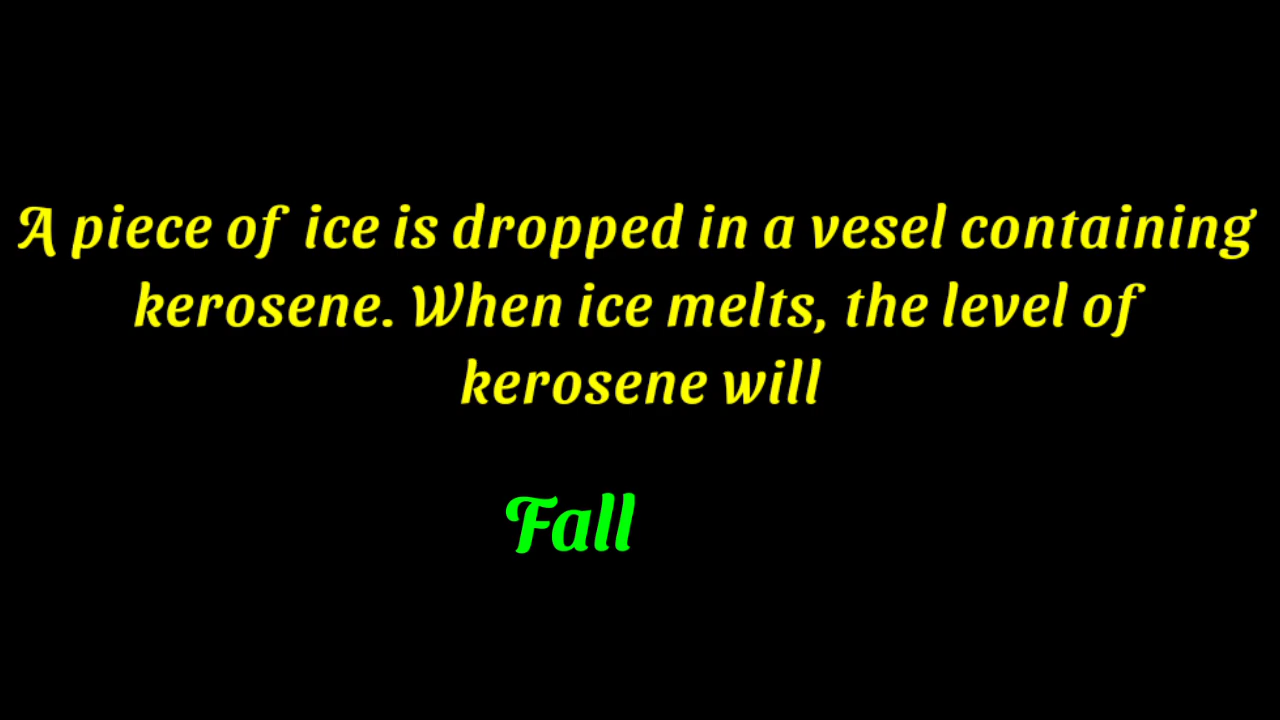 A piece of ice is dropped in a vesel containing
kerosene. When ice melts, the level of
kerosene will
Fall